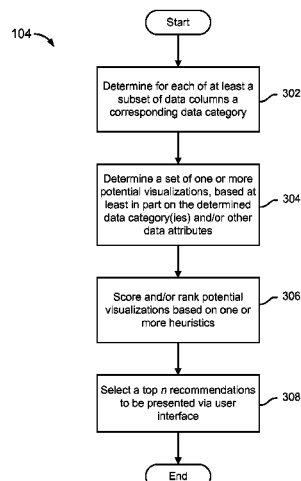 104
Start
Determine for each of at least a
subset of data columns a
corresponding data category
302
Determine a set of one or more
potential visualizations, based at
least in part on the determined
data category(ies) and/or other
data attributes
304
Score and/or rank potential
visualizations based on one or
more heuristics
306
Select a top n recommendations
to be presented via user
interface
308
End